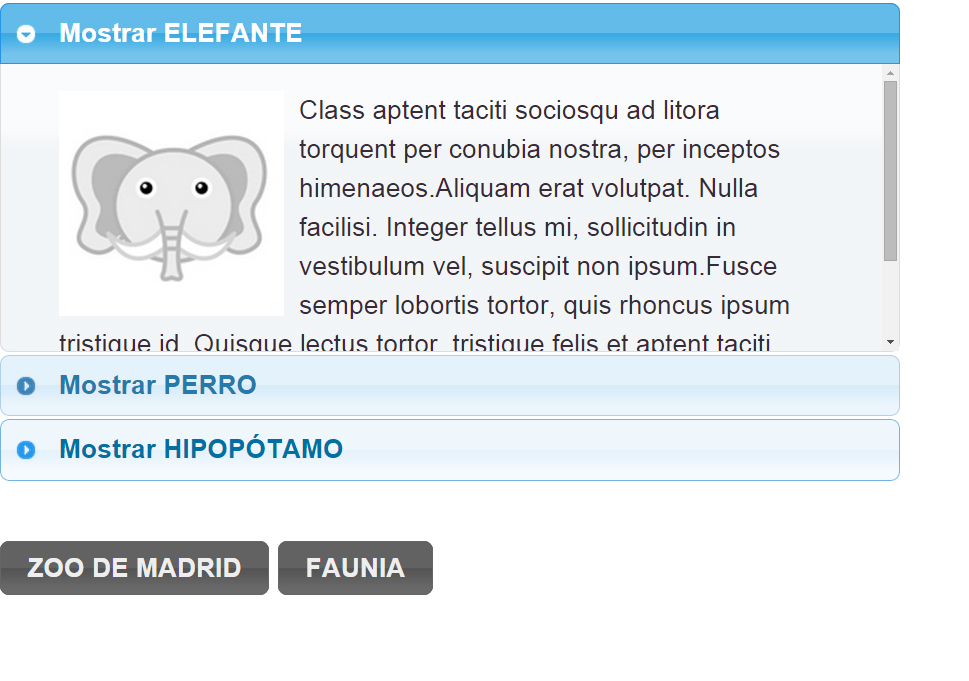 Mostrar ELEFANTE
Class aptent taciti sociosqu ad litora
torquent per conubia nostra, per inceptos
himenaeos.Aliquam erat volutpat. Nulla
facilisi. Integer tellus mi, sollicitudin in
vestibulum vel, suscipit non ipsum.Fusce
semper lobortis tortor, quis rhoncus ipsum
tristique id. Quisque lectus tortor, tristique felis et aptent taciti
Mostrar PERRO
Mostrar HIPOPÓTAMO
ZOO DE MADRID
FAUNIA